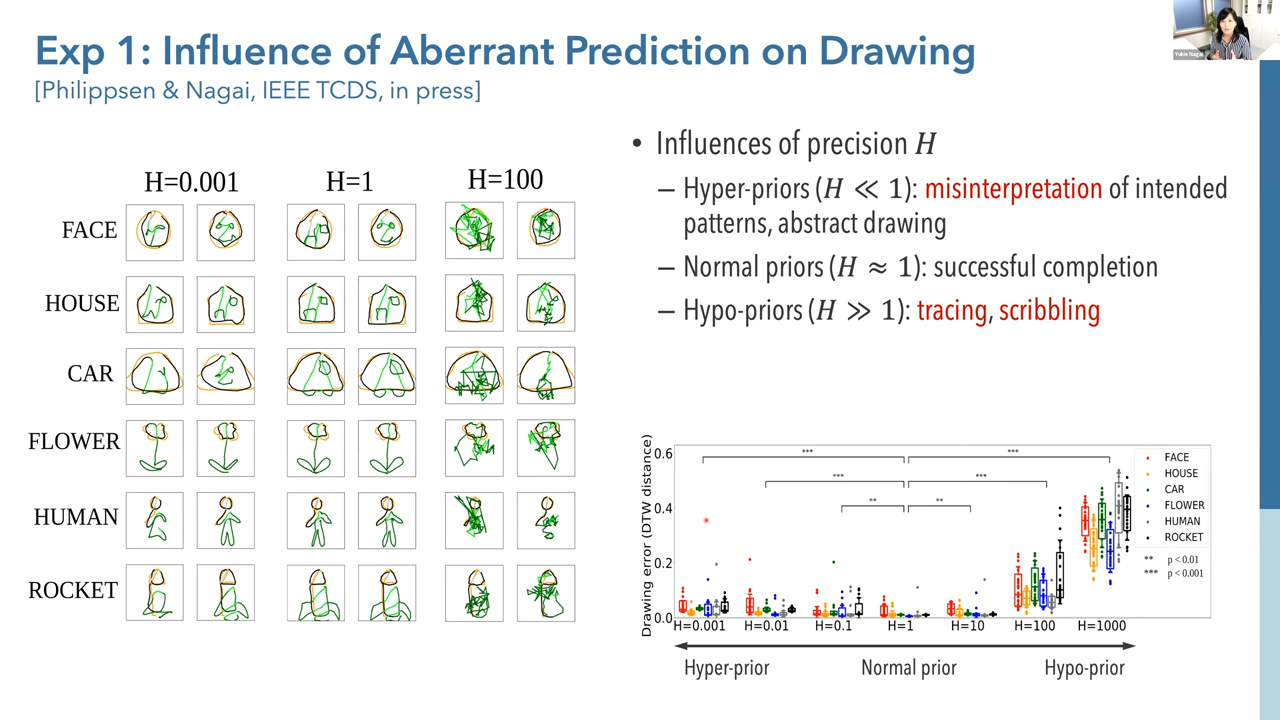 Exp 1: Influence of Aberrant Prediction on Drawing
[Philippsen & Nagai, IEEE TCDS, in press]
Yukie Nagai
H=0.001
H=1
H=100
FACE
HOUSE
CAR
FLOWER
HUMAN
ROCKET
• Influences of precision H
– Hyper-priors (H ≪ 1): misinterpretation of intended
patterns, abstract drawing
– Normal priors (H ≈ 1): successful completion
– Hypo-priors (H ≫ 1): tracing, scribbling
Drawing error (DTW distance)
0.6
0.4
0.2
0.0
***
***
***
***
**
**
FACE
HOUSE
CAR
FLOWER
HUMAN
ROCKET
** p < 0.01
*** p < 0.001
H=0.001
H=0.01
H=0.1
H=1
H=10
H=100
H=1000
Hyper-prior
Normal prior
Hypo-prior